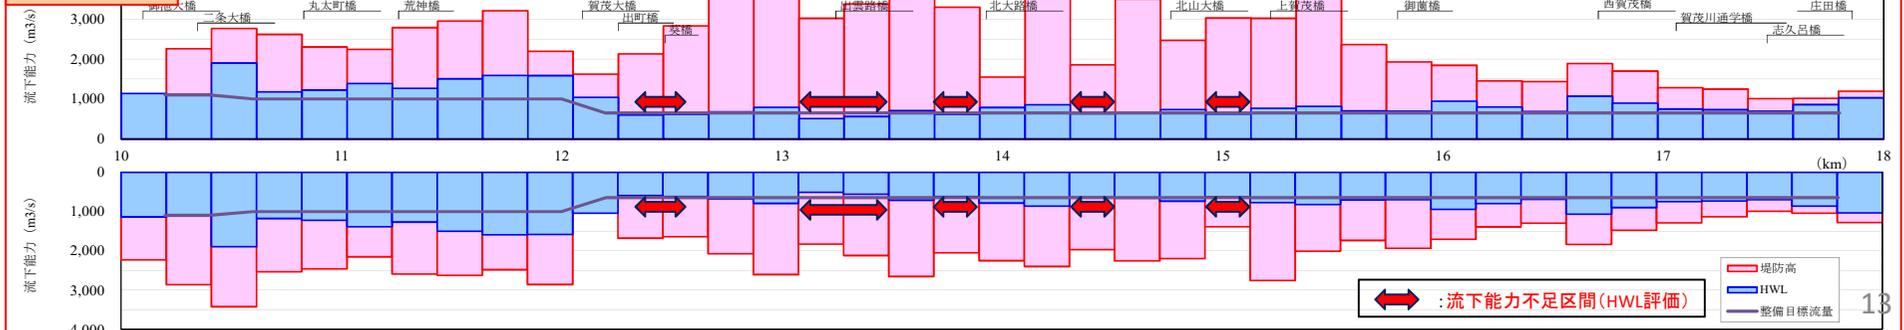 御池大橋 丸太町橋 荒神橋 賀茂大橋 出雲路橋 北大路橋 北山大橋 上賀茂橋 御薗橋 西賀茂橋 庄田橋
二条大橋 出町橋 賀茂川通学橋
葵橋 志久呂橋
流下能力 (m3/s)
3,000
2,000
1,000
0
10 11 12 13 14 15 16 17 18
(km)
流下能力 (m3/s)
0
1,000
2,000
3,000
4,000
:流下能力不足区間(HWL評価)
堤防高
HWL
整備目標流量
13